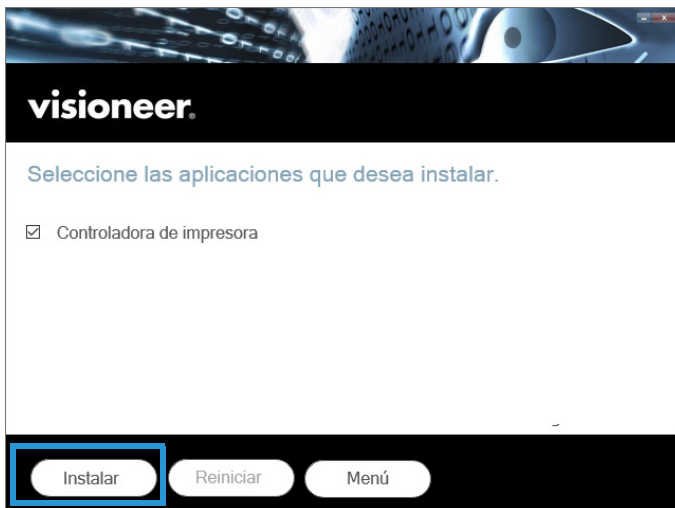 visioneer®
Seleccione las aplicaciones que desea instalar.
Controladora de impresora
Instalar
Reiniciar
Menú